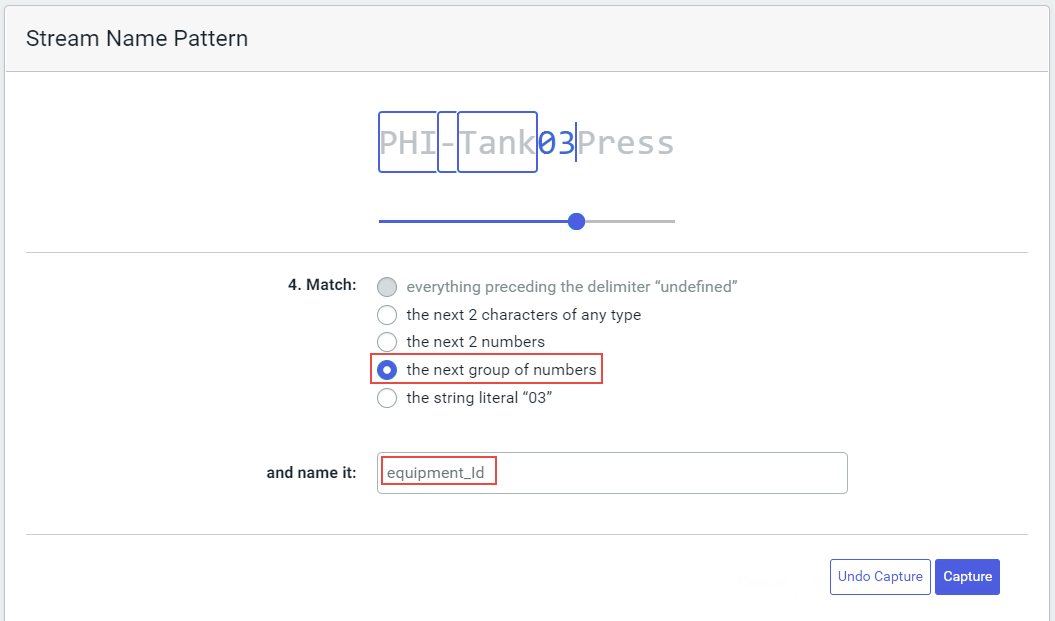 Stream Name Pattern
PHI-Tank03Press
4. Match:
everything preceding the delimiter “undefined”
the next 2 characters of any type
the next 2 numbers
the next group of numbers
the string literal “03”
and name it: equipment_Id
Undo Capture Capture